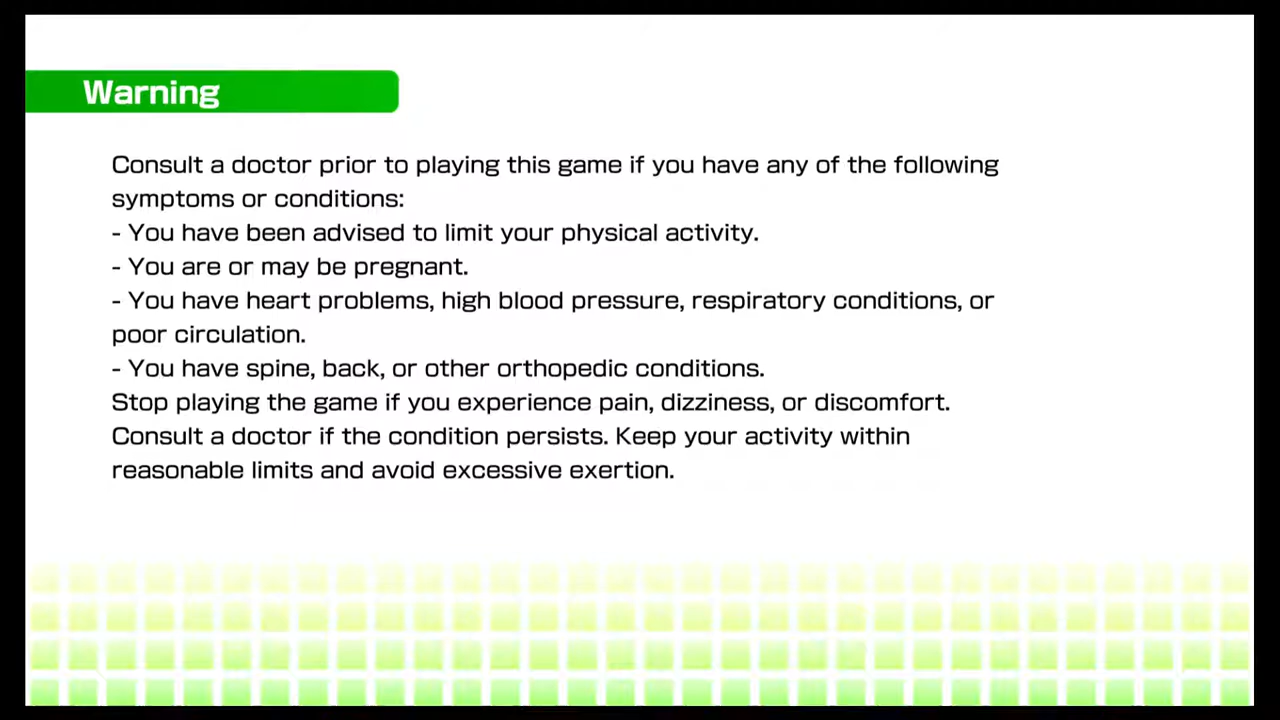 Warning
Consult a doctor prior to playing this game if you have any of the following
symptoms or conditions:
- You have been advised to limit your physical activity.
- You are or may be pregnant.
- You have heart problems, high blood pressure, respiratory conditions, or
poor circulation.
- You have spine, back, or other orthopedic conditions.
Stop playing the game if you experience pain, dizziness, or discomfort.
Consult a doctor if the condition persists. Keep your activity within
reasonable limits and avoid excessive exertion.